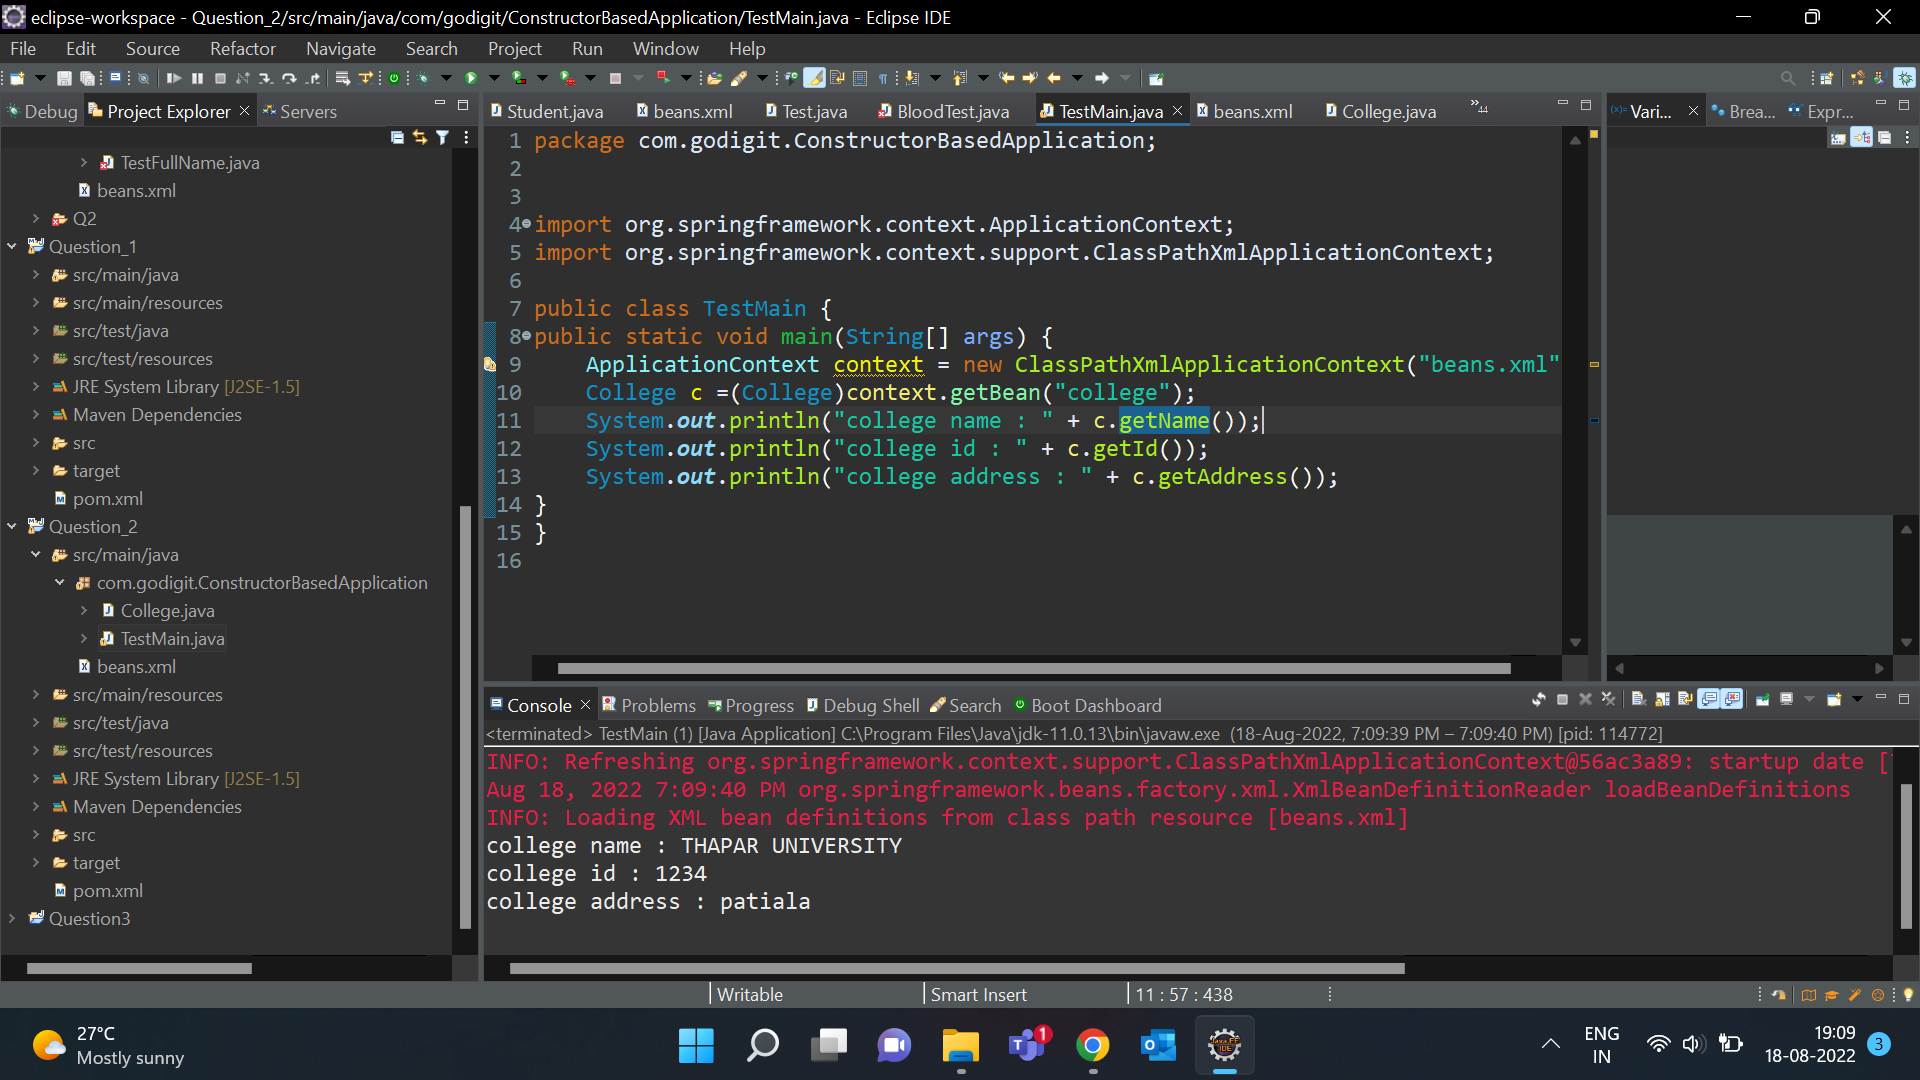 eclipse-workspace - Question_2/src/main/java/com/godigit/ConstructorBasedApplication/TestMain.java - Eclipse IDE
File Edit Source Refactor Navigate Search Project Run Window Help
Debug Project Explorer Servers
TestFullName.java
beans.xml
Q2
Question_1
src/main/java
src/main/resources
src/test/java
src/test/resources
JRE System Library [J2SE-1.5]
Maven Dependencies
src
target
pom.xml
Question_2
src/main/java
com.godigit.ConstructorBasedApplication
College.java
TestMain.java
beans.xml
src/main/resources
src/test/java
src/test/resources
JRE System Library [J2SE-1.5]
Maven Dependencies
src
target
pom.xml
Question3
Student.java beans.xml Test.java BloodTest.java TestMain.java beans.xml College.java »44
1 package com.godigit.ConstructorBasedApplication;
2
3
4 import org.springframework.context.ApplicationContext;
5 import org.springframework.context.support.ClassPathXmlApplicationContext;
6
7 public class TestMain {
8 public static void main(String[] args) {
9 ApplicationContext context = new ClassPathXmlApplicationContext("beans.xml"
10 College c =(College)context.getBean("college");
11 System.out.println("college name : " + c.getName());
12 System.out.println("college id : " + c.getId());
13 System.out.println("college address : " + c.getAddress());
14 }
15 }
16
Vari... Brea... Expr...
Console Problems Progress Debug Shell Search Boot Dashboard
<terminated> TestMain (1) [Java Application] C:\Program Files\Java\jdk-11.0.13\bin\javaw.exe (18-Aug-2022, 7:09:39 PM – 7:09:40 PM) [pid: 114772]
INFO: Refreshing org.springframework.context.support.ClassPathXmlApplicationContext@56ac3a89: startup date [
Aug 18, 2022 7:09:40 PM org.springframework.beans.factory.xml.XmlBeanDefinitionReader loadBeanDefinitions
INFO: Loading XML bean definitions from class path resource [beans.xml]
college name : THAPAR UNIVERSITY
college id : 1234
college address : patiala
Writable Smart Insert 11 : 57 : 438
27°C
Mostly sunny
1
ENG
IN
19:09
18-08-2022
3